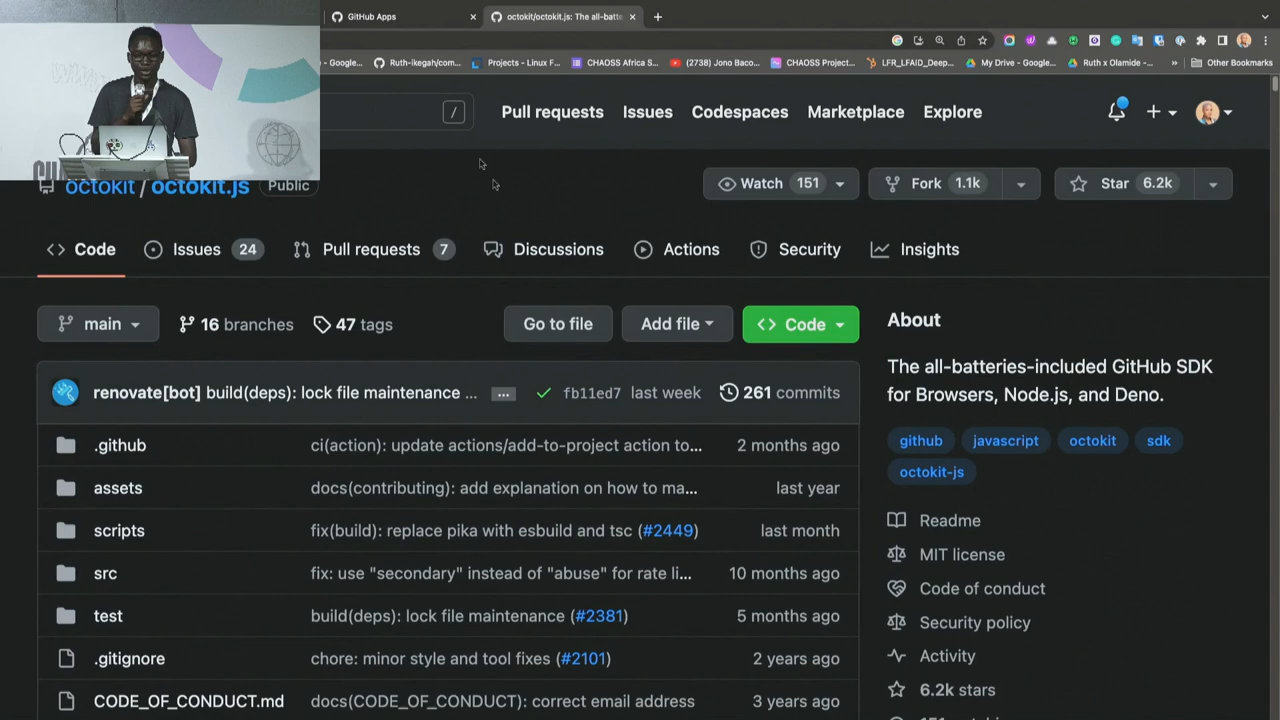 GitHub Apps
octokit/octokit.js: The all-batte
- Google...
Ruth-ikegah/com...
Projects - Linux F...
CHAOSS Africa S...
(2738) Jono Baco...
CHAOSS Project...
LFR_LFAID_Deep...
My Drive - Google...
Ruth x Olamide -...
»
Other Bookmarks
/
Pull requests
Issues
Codespaces
Marketplace
Explore
octokit / octokit.js Public
Watch 151
Fork 1.1k
Star 6.2k
Code
Issues 24
Pull requests 7
Discussions
Actions
Security
Insights
main
16 branches
47 tags
Go to file
Add file
Code
renovate[bot] build(deps): lock file maintenance ... ... fb11ed7 last week 261 commits
.github ci(action): update actions/add-to-project action to... 2 months ago
assets docs(contributing): add explanation on how to ma... last year
scripts fix(build): replace pika with esbuild and tsc (#2449) last month
src fix: use "secondary" instead of "abuse" for rate li... 10 months ago
test build(deps): lock file maintenance (#2381) 5 months ago
.gitignore chore: minor style and tool fixes (#2101) 2 years ago
CODE_OF_CONDUCT.md docs(CODE_OF_CONDUCT): correct email address 3 years ago
About
The all-batteries-included GitHub SDK
for Browsers, Node.js, and Deno.
github javascript octokit sdk
octokit-js
Readme
MIT license
Code of conduct
Security policy
Activity
6.2k stars